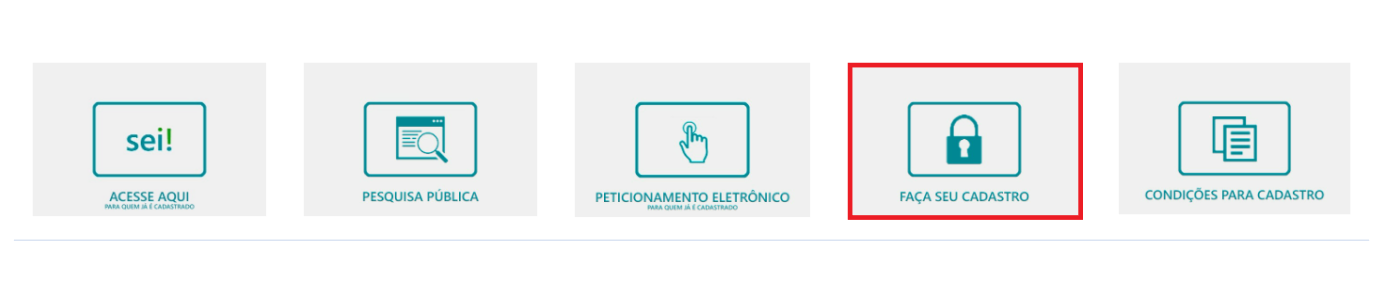 sei!
ACESSE AQUI
PARA QUEM JÁ É CADASTRADO
PESQUISA PÚBLICA
PETICIONAMENTO ELETRÔNICO
PARA QUEM JÁ É CADASTRADO
FAÇA SEU CADASTRO
CONDIÇÕES PARA CADASTRO